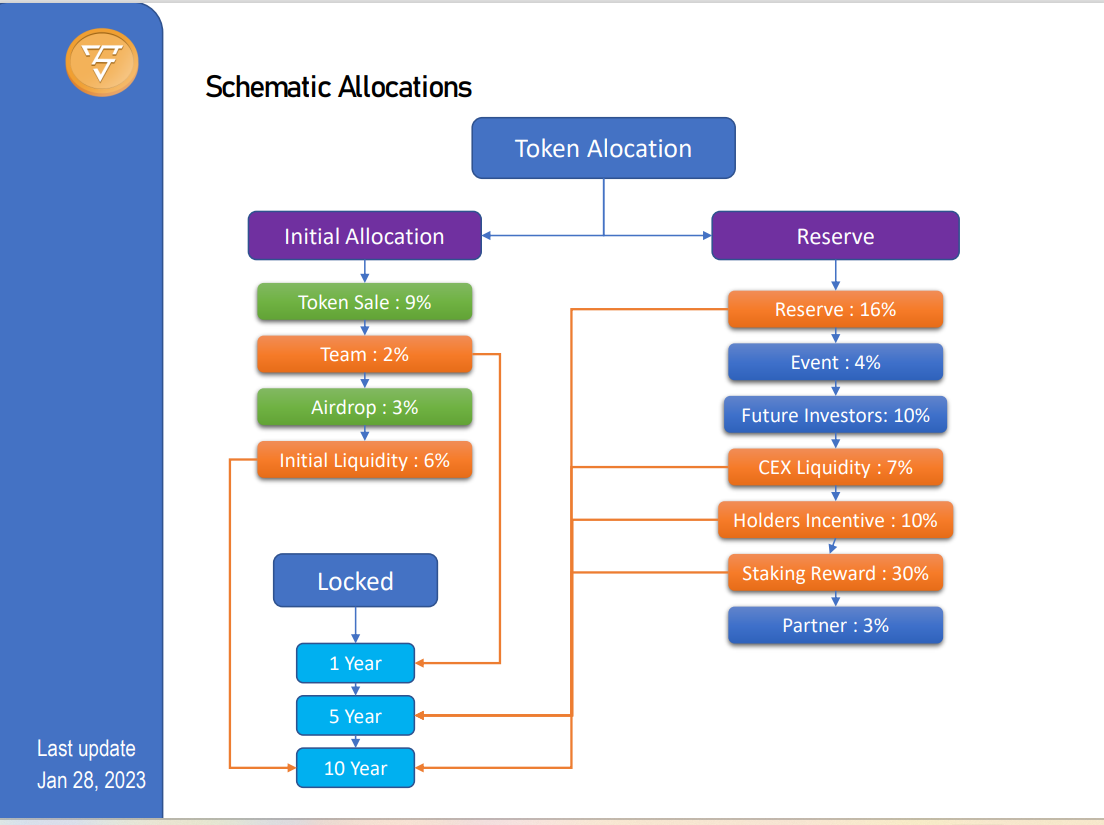 Schematic Allocations
Token Alocation
Initial Allocation
Token Sale : 9%
Team : 2%
Airdrop : 3%
Initial Liquidity : 6%
Reserve
Reserve : 16%
Event : 4%
Future Investors: 10%
CEX Liquidity : 7%
Holders Incentive : 10%
Staking Reward : 30%
Partner : 3%
Locked
1 Year
5 Year
10 Year
Last update
Jan 28, 2023